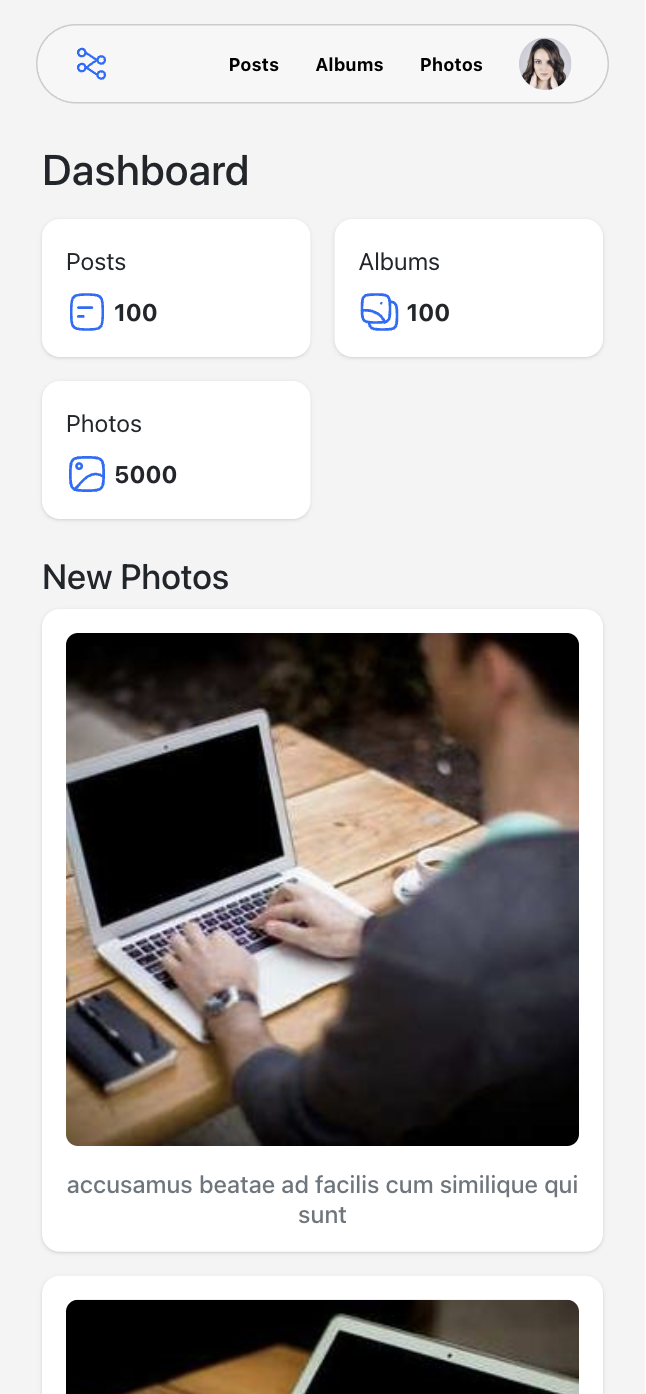 Posts Albums Photos
Dashboard
Posts
100
Albums
100
Photos
5000
New Photos
accusamus beatae ad facilis cum similique qui
sunt